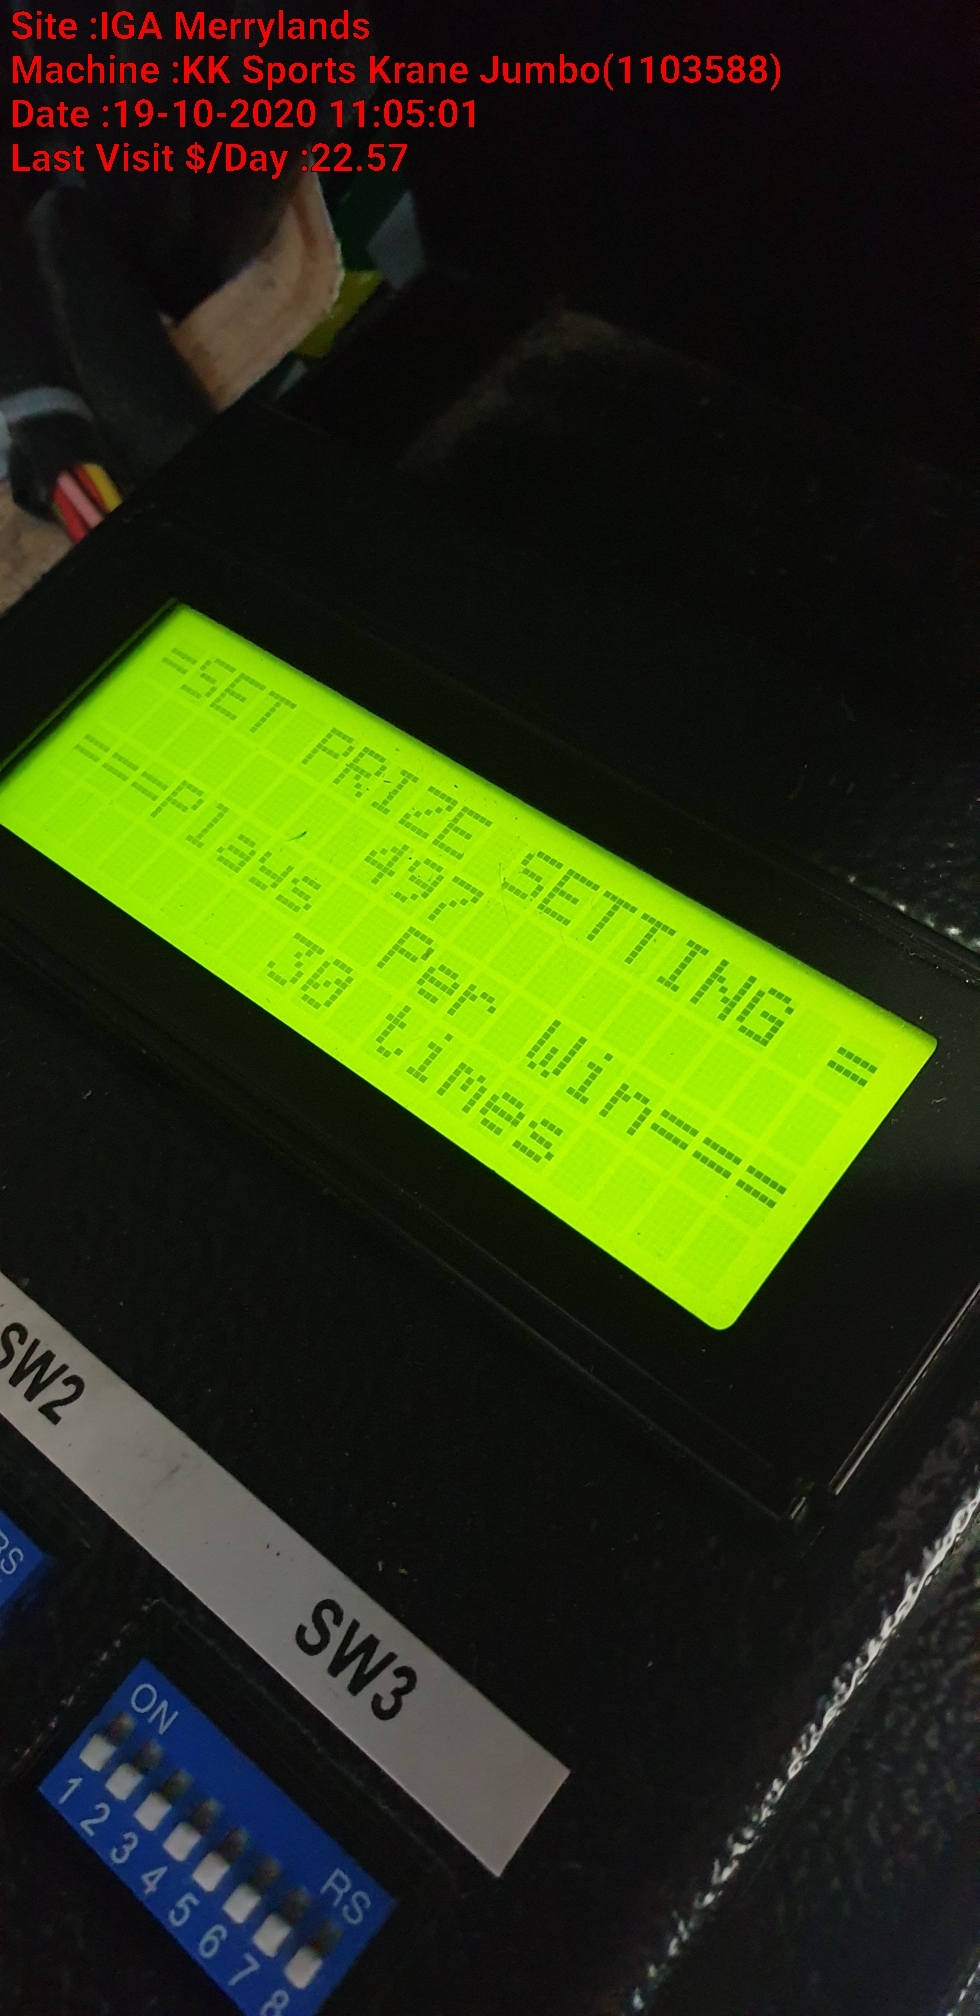 Site :IGA Merrylands
Machine :KK Sports Krane Jumbo(1103588)
Date :19-10-2020 11:05:01
Last Visit $/Day :22.57
=SET PRIZE SETTING =
497
===Plays Per Win===
30 times
SW2
SW3
RS
ON
RS
1 2 3 4 5 6 7 8